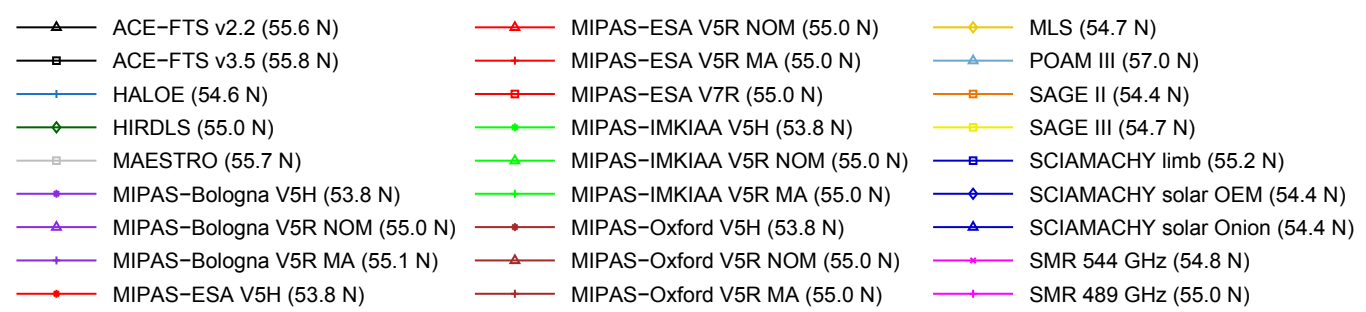 ACE−FTS v2.2 (55.6 N)
ACE−FTS v3.5 (55.8 N)
HALOE (54.6 N)
HIRDLS (55.0 N)
MAESTRO (55.7 N)
MIPAS−Bologna V5H (53.8 N)
MIPAS−Bologna V5R NOM (55.0 N)
MIPAS−Bologna V5R MA (55.1 N)
MIPAS−ESA V5H (53.8 N)
MIPAS−ESA V5R NOM (55.0 N)
MIPAS−ESA V5R MA (55.0 N)
MIPAS−ESA V7R (55.0 N)
MIPAS−IMKIAA V5H (53.8 N)
MIPAS−IMKIAA V5R NOM (55.0 N)
MIPAS−IMKIAA V5R MA (55.0 N)
MIPAS−Oxford V5H (53.8 N)
MIPAS−Oxford V5R NOM (55.0 N)
MIPAS−Oxford V5R MA (55.0 N)
MLS (54.7 N)
POAM III (57.0 N)
SAGE II (54.4 N)
SAGE III (54.7 N)
SCIAMACHY limb (55.2 N)
SCIAMACHY solar OEM (54.4 N)
SCIAMACHY solar Onion (54.4 N)
SMR 544 GHz (54.8 N)
SMR 489 GHz (55.0 N)